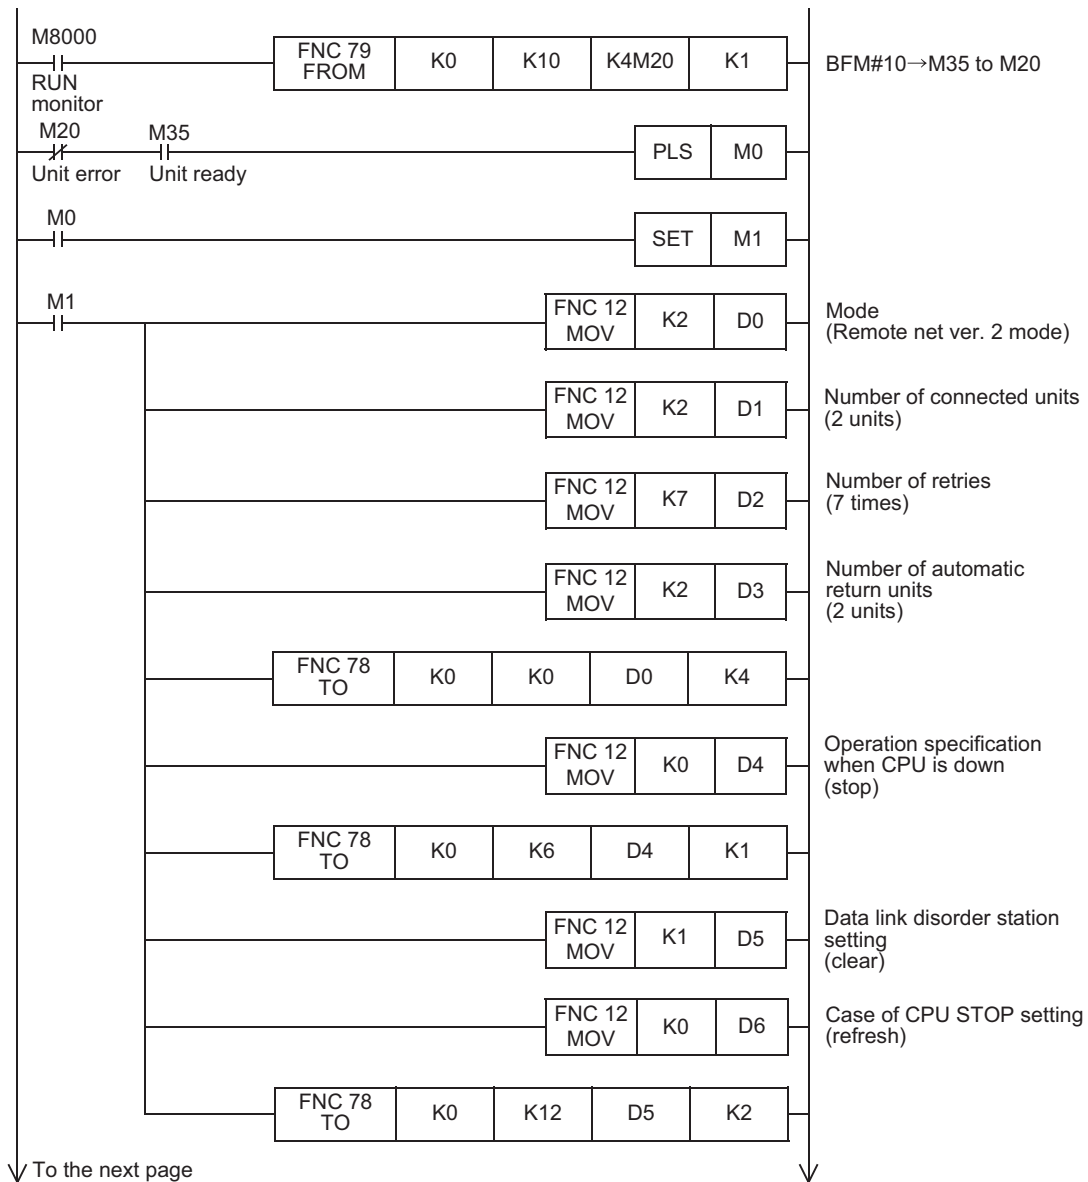 M8000
RUN
monitor
FNC 79
FROM
K0
K10
K4M20
K1
BFM#10→M35 to M20
M20
Unit error
M35
Unit ready
PLS
M0
M0
SET
M1
M1
FNC 12
MOV
K2
D0
Mode
(Remote net ver. 2 mode)
FNC 12
MOV
K2
D1
Number of connected units
(2 units)
FNC 12
MOV
K7
D2
Number of retries
(7 times)
FNC 12
MOV
K2
D3
Number of automatic
return units
(2 units)
FNC 78
TO
K0
K0
D0
K4
FNC 12
MOV
K0
D4
Operation specification
when CPU is down
(stop)
FNC 78
TO
K0
K6
D4
K1
FNC 12
MOV
K1
D5
Data link disorder station
setting
(clear)
FNC 12
MOV
K0
D6
Case of CPU STOP setting
(refresh)
FNC 78
TO
K0
K12
D5
K2
To the next page